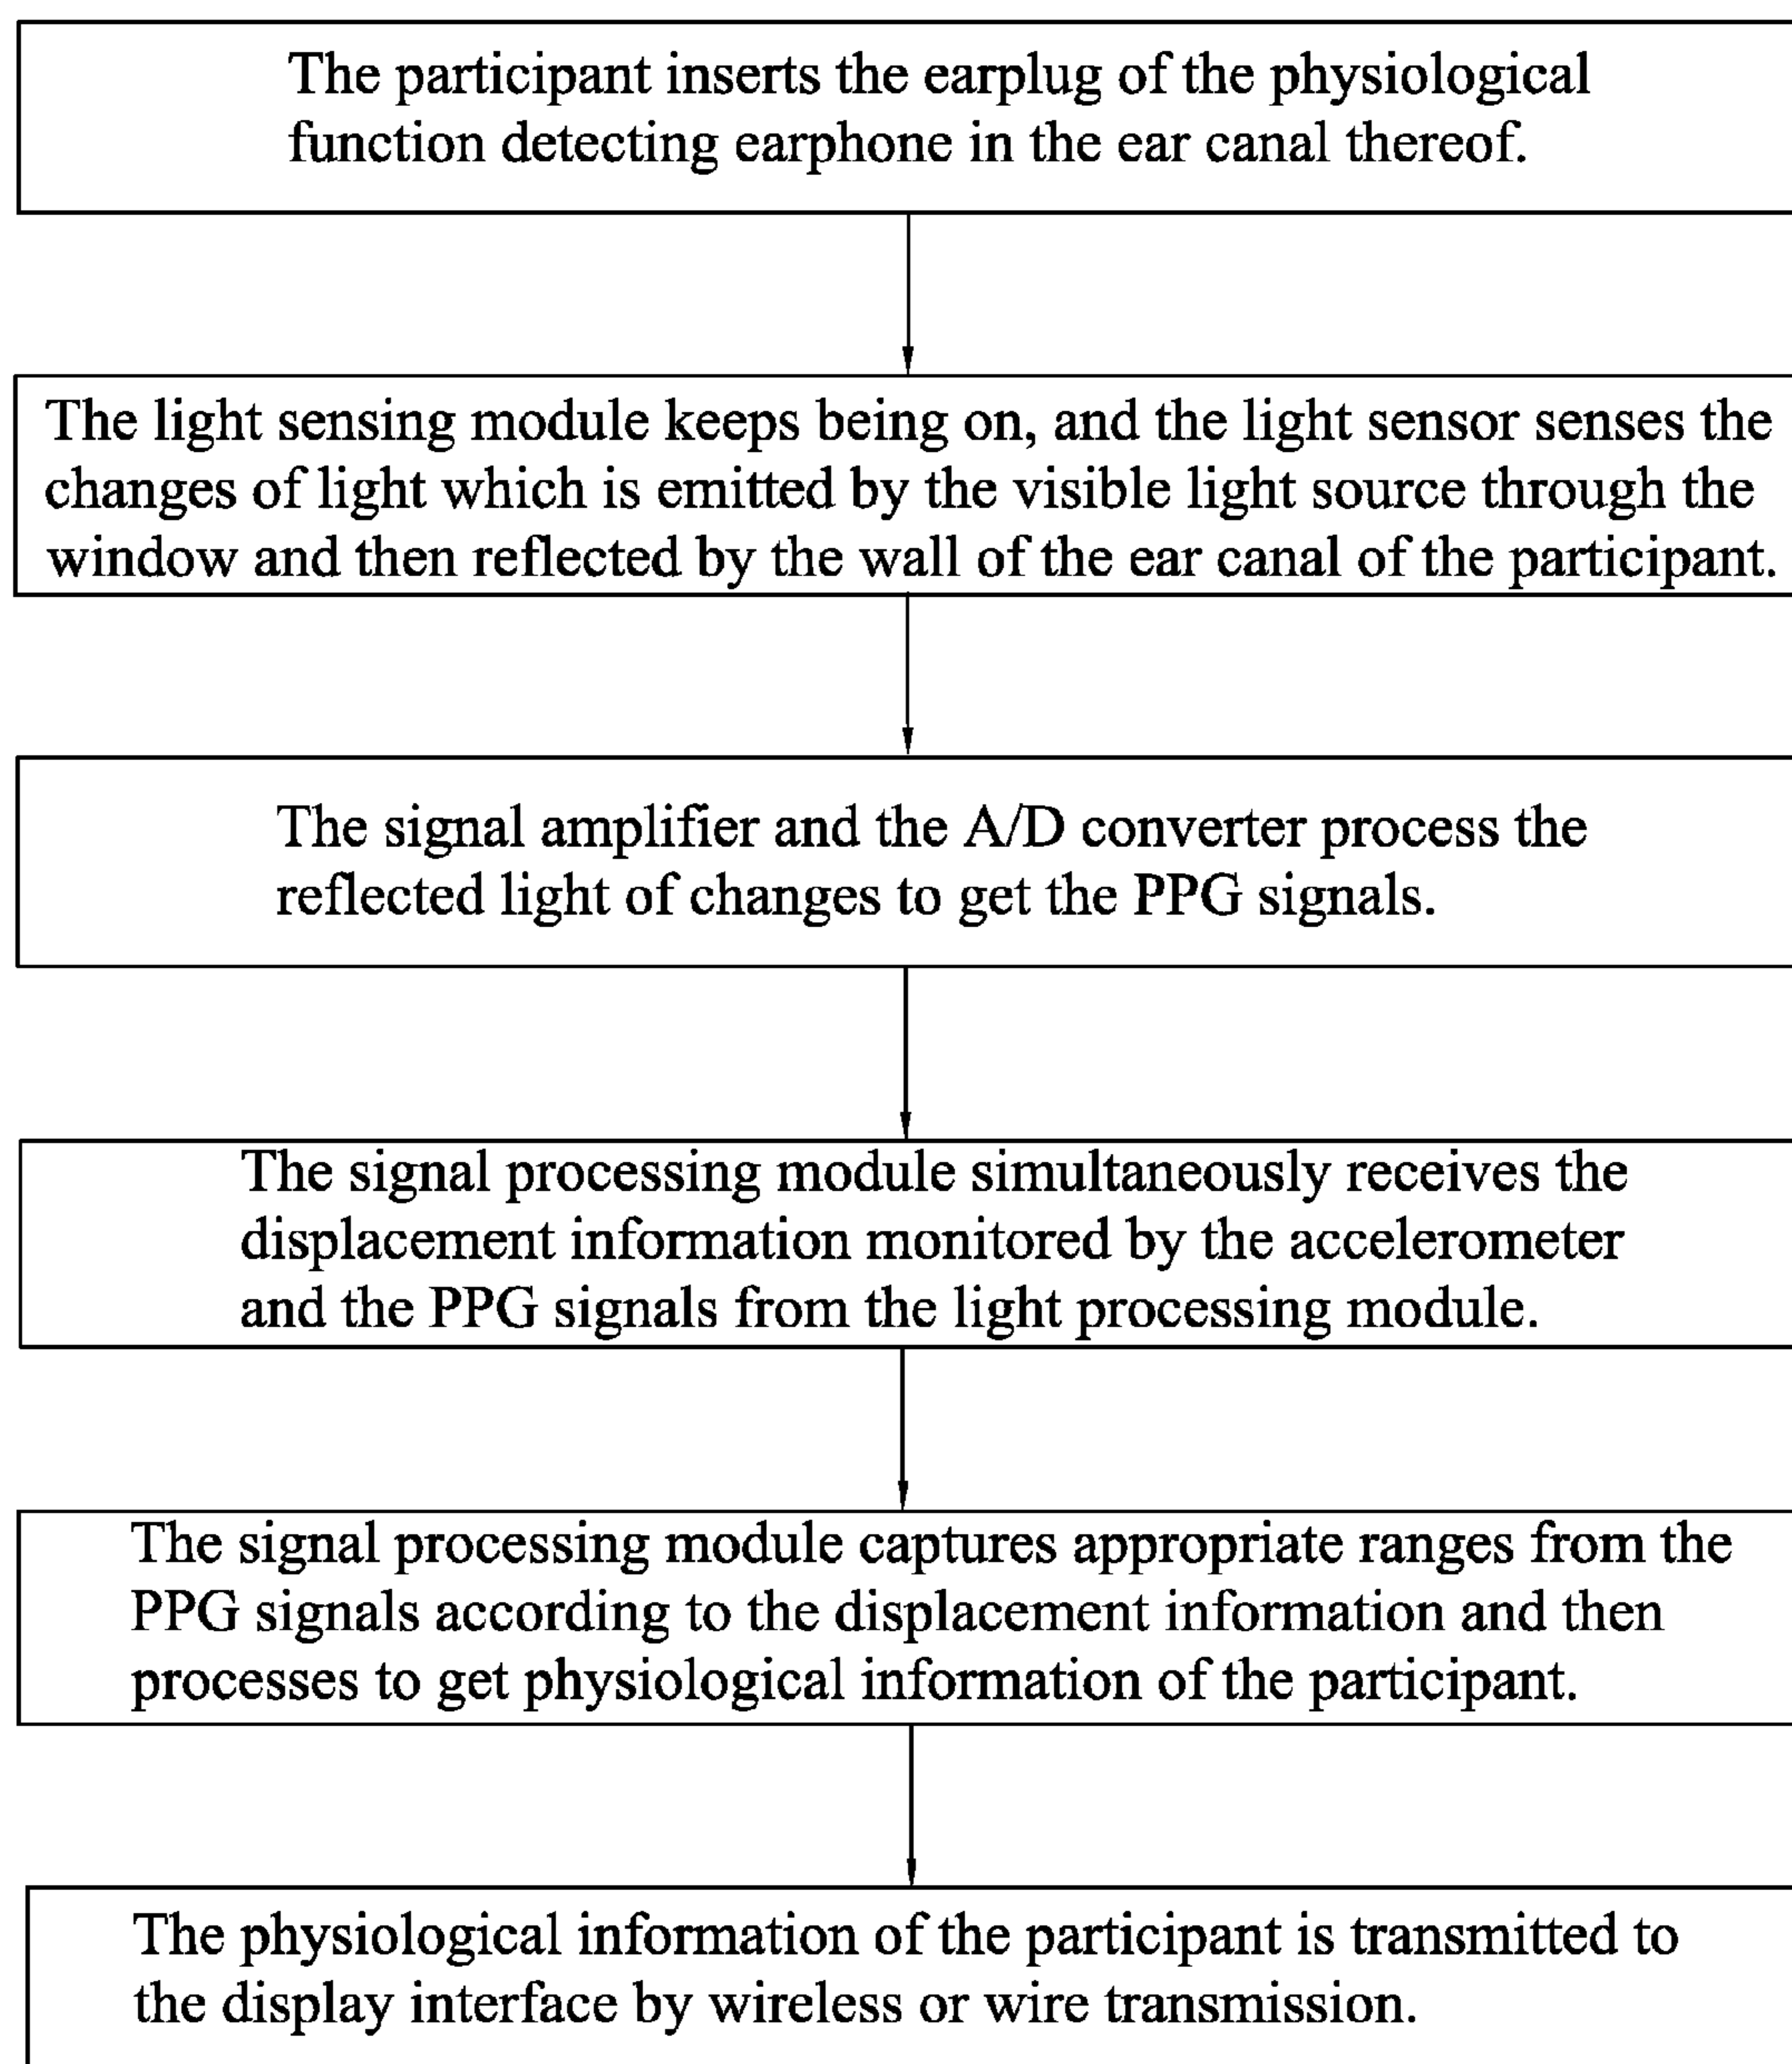 The participant inserts the earplug of the physiological
function detecting earphone in the ear canal thereof.
The light sensing module keeps being on, and the light sensor senses the
changes of light which is emitted by the visible light source through the
window and then reflected by the wall of the ear canal of the participant.
The signal amplifier and the A/D converter process the
reflected light of changes to get the PPG signals.
The signal processing module simultaneously receives the
displacement information monitored by the accelerometer
and the PPG signals from the light processing module.
The signal processing module captures appropriate ranges from the
PPG signals according to the displacement information and then
processes to get physiological information of the participant.
The physiological information of the participant is transmitted to
the display interface by wireless or wire transmission.